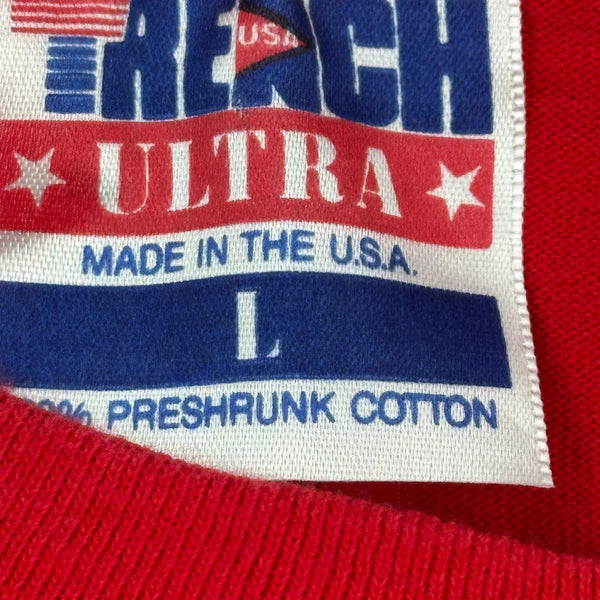 TRENCH
USA
ULTRA
MADE IN THE U.S.A.
L
% PRESHRUNK COTTON